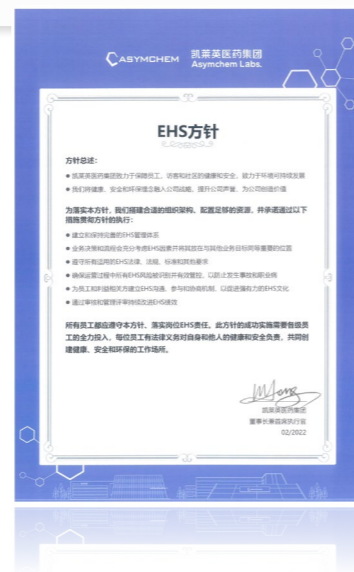 ASYMCHEM 凯莱英医药集团
Asymchem Labs.
EHS方针
方针总述：
● 凯莱英医药集团致力于保障员工、访客和社区的健康和安全，致力于环境可持续发展
● 我们将健康、安全和环保理念融入公司战略，提升公司声誉，为公司创造价值
为落实本方针，我们搭建合适的组织架构、配置足够的资源，并承诺通过以下
措施贯彻方针的执行：
● 建立和保持完善的EHS管理体系
● 业务决策和流程会充分考虑EHS因素并将其放在与其他业务目标同等重要的位置
● 遵守所有适用的EHS法律、法规、标准和其他要求
● 确保运营过程中所有EHS风险被识别并有效管控，以防止发生事故和职业病
● 为员工和利益相关方建立EHS沟通、参与和协商机制，以促进强有力的EHS文化
● 通过审核和管理评审持续改进EHS绩效
所有员工都应遵守本方针，落实岗位EHS责任。此方针的成功实施需要各级员
工的全力投入，每位员工有法律义务对自身和他人的健康和安全负责，共同创
建健康、安全和环保的工作场所。
凯莱英医药集团
董事长兼首席执行官
02/2022